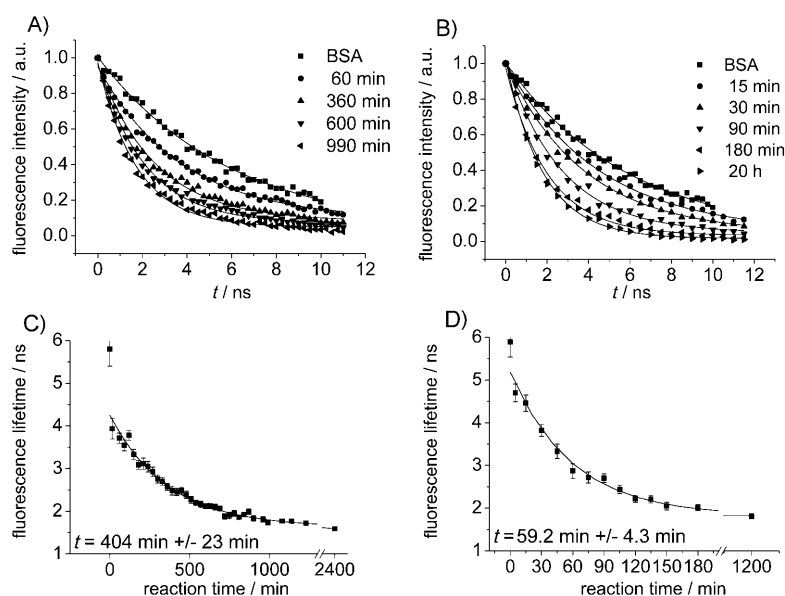 A)
fluorescence intensity / a.u.
1.0
0.8
0.6
0.4
0.2
0.0
BSA
60 min
360 min
600 min
990 min
0 2 4 6 8 10 12
t / ns
B)
fluorescence intensity / a.u.
1.0
0.8
0.6
0.4
0.2
0.0
BSA
15 min
30 min
90 min
180 min
20 h
0 2 4 6 8 10 12
t / ns
C)
fluorescence lifetime / ns
6
5
4
3
2
1
t = 404 min +/- 23 min
0 500 1000 2400
reaction time / min
D)
fluorescence lifetime / ns
6
5
4
3
2
1
t = 59.2 min +/- 4.3 min
0 30 60 90 120 150 180 1200
reaction time / min